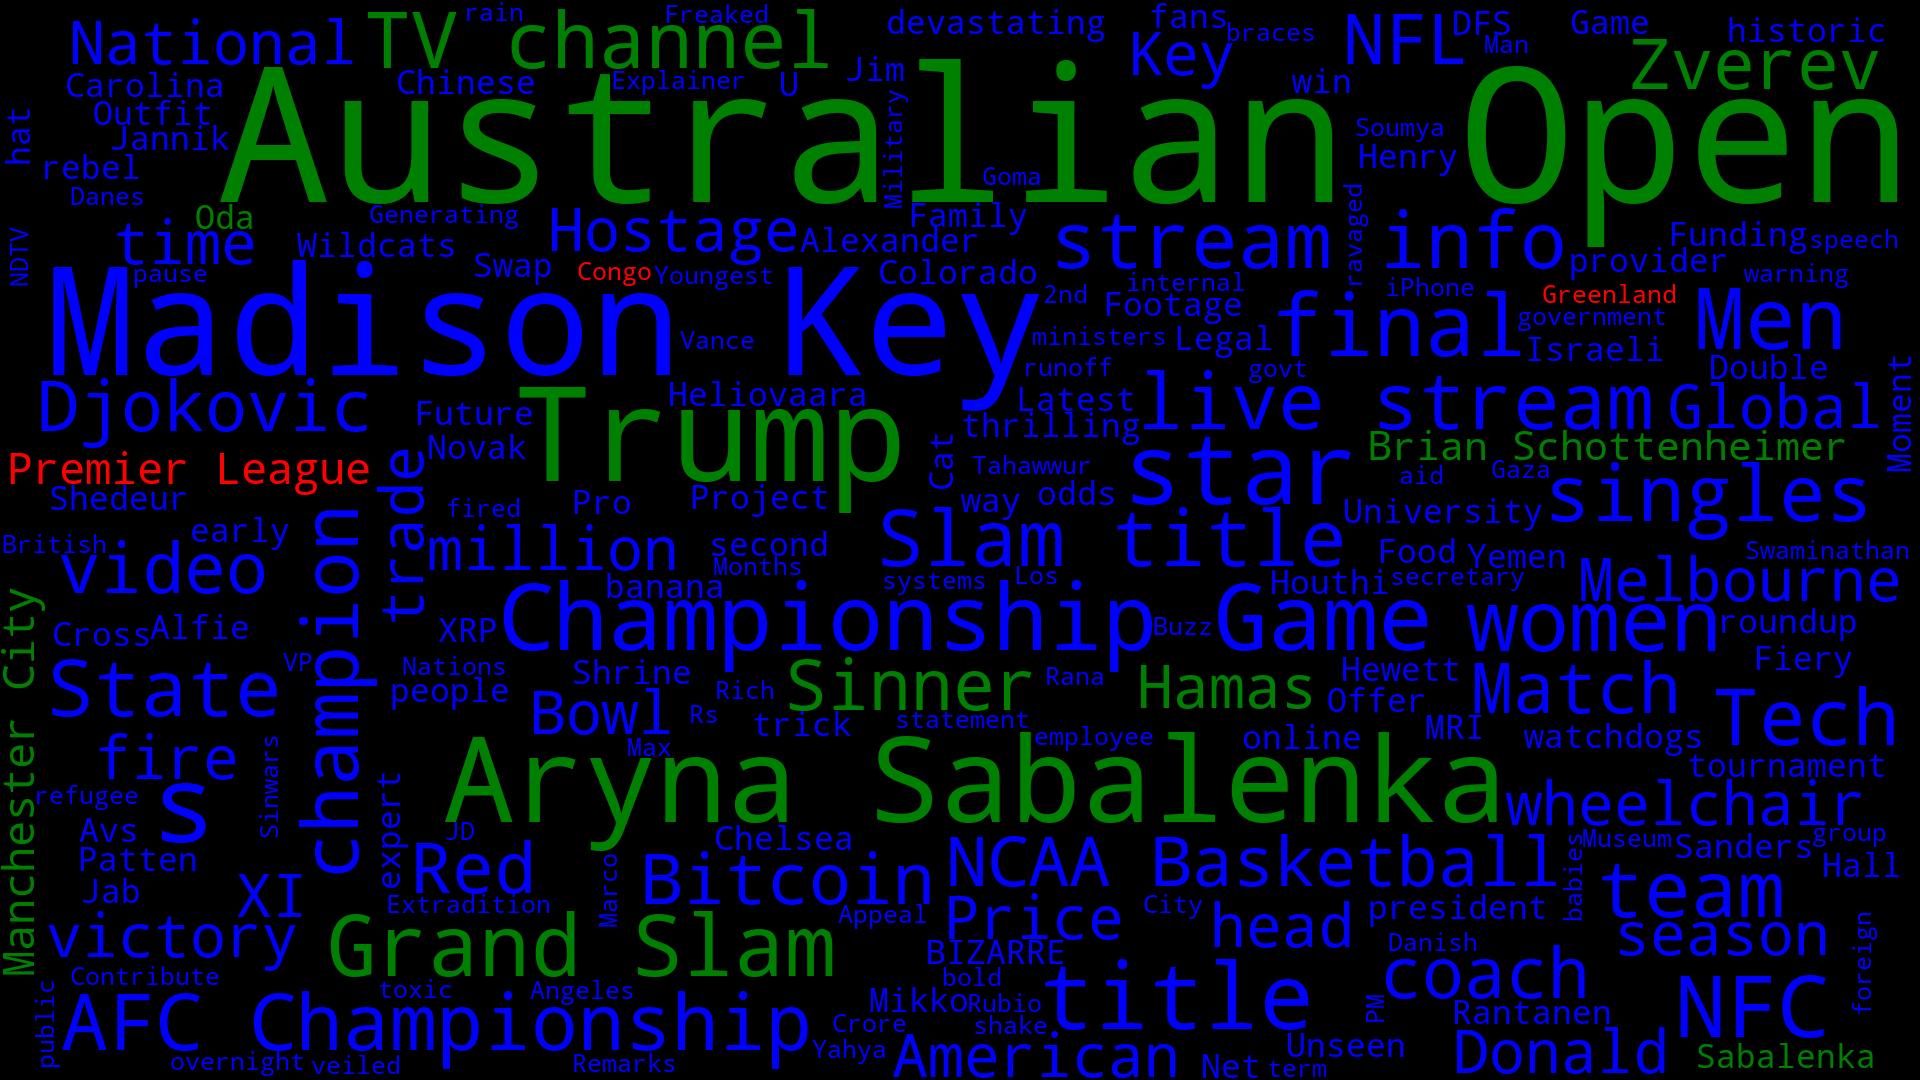 rain
Freaked
National
TV channel
devastating
fans
Key
braces
NFL
DFS
Man
Game
historic
Zverev
Carolina
Chinese
Explainer
U
Jim
win
Australian Open
Outfit
Jannik
hat
rebel
Danes
Military
Goma
Soumya
Henry
Oda
Generating
Family
ravaged
time
Wildcats
Hostage
Alexander
stream
info
Funding
speech
NDTV
pause
Swap
Congo
Youngest
Colorado
provider
warning
Madison Key
2nd
internal
Footage
iPhone
Greenland
final
government
Men
Vance
ministers
Legal
Israeli
runoff
govt
Double
Moment
Djokovic
Future
Trump
Heliovaara
Latest
live stream
Global
Novak
thrilling
Brian Schottenheimer
Premier League
trade
Cat
Tahawwur
star
aid
Gaza
singles
Shedeur
fired
Pro
Project
way
odds
University
early
million
second
Slam title
Food
Yemen
Swaminathan
British
video
champion
Months
banana
systems
Los
Houthi
secretary
Melbourne
Manchester City
Cross
Alfie
XRP
Championship
Buzz
Game
women
roundup
VP
Nations
State
people
Shrine
Rich
Sinner
Rana
Hamas
Hewett
Fiery
Offer
Match
Bowl
Rs
trick
statement
MRI
Tech
fire
Sinwars
Max
employee
online
watchdogs
Aryna Sabalenka
tournament
refugee
s
expert
wheelchair
Avs
JD
Chelsea
Museum
group
Patten
Red
Marco
Bitcoin
NCAA Basketball
babies
Sanders
Hall
Jab
XI
Extradition
Appeal
Price
City
head
president
team
victory
Grand Slam
BIZARRE
Danish
season
foreign
Contribute
toxic
Angeles
bold
coach
public
AFC Championship
Mikko
Rubio
title
PM
Rantanen
NFC
Crore
shake
overnight
veiled
Remarks
Yahya
American
Net
term
Unseen
Donald
Sabalenka